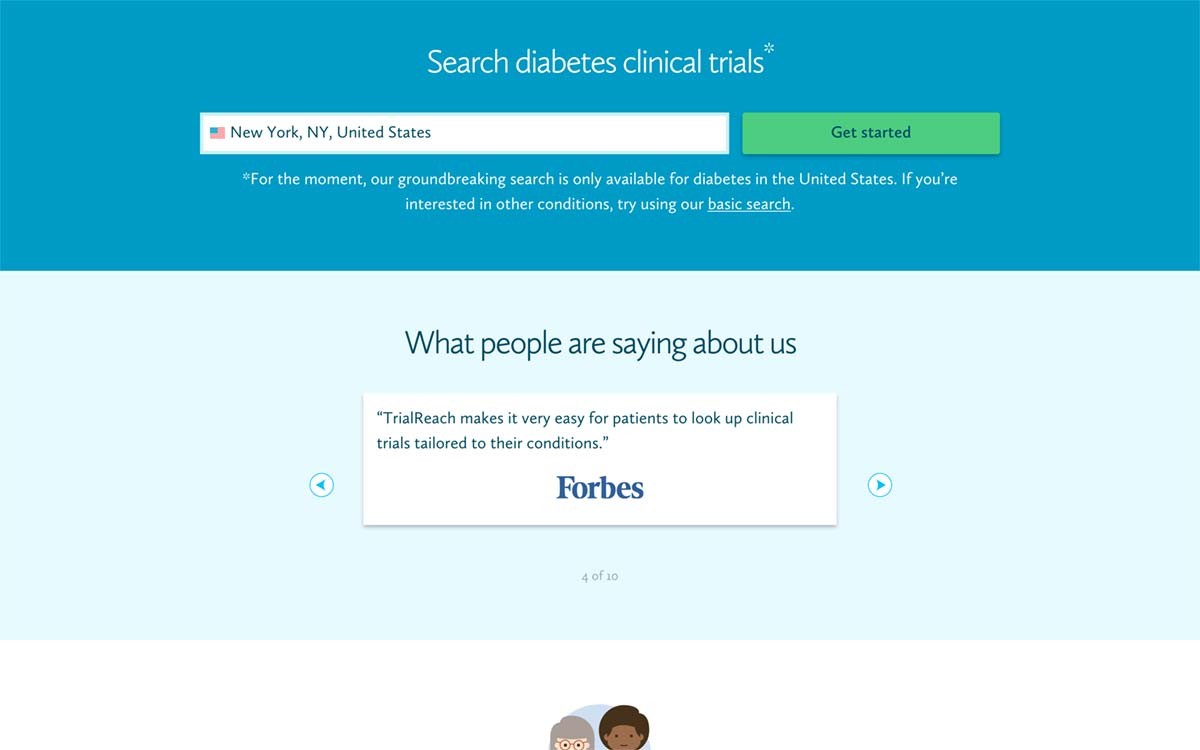 Search diabetes clinical trials*
New York, NY, United States
Get started
*For the moment, our groundbreaking search is only available for diabetes in the United States. If you’re
interested in other conditions, try using our basic search.
What people are saying about us
“TrialReach makes it very easy for patients to look up clinical
trials tailored to their conditions.”
Forbes
4 of 10